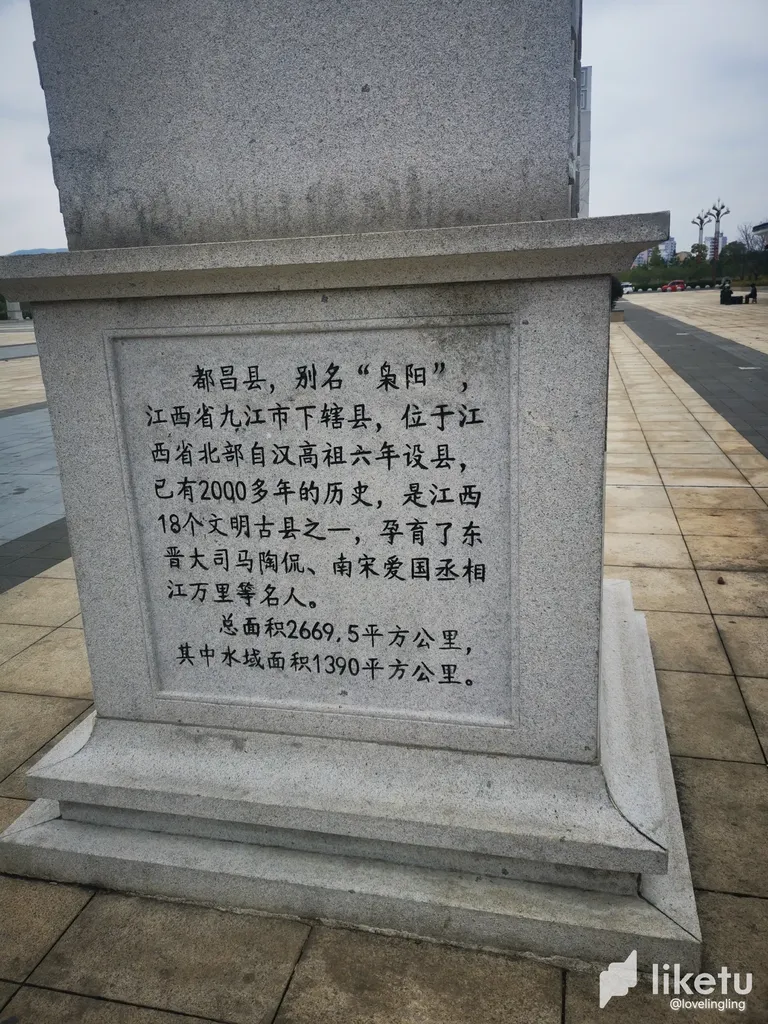 都昌县，别名“枭阳”，
江西省九江市下辖县，位于江
西省北部自汉高祖六年设县，
已有2000多年的历史，是江西
18个文明古县之一，孕育了东
晋大司马陶侃、南宋爱国丞相
江万里等名人。
总面积2669.5平方公里，
其中水域面积1390平方公里。
liketu
@lovelingling